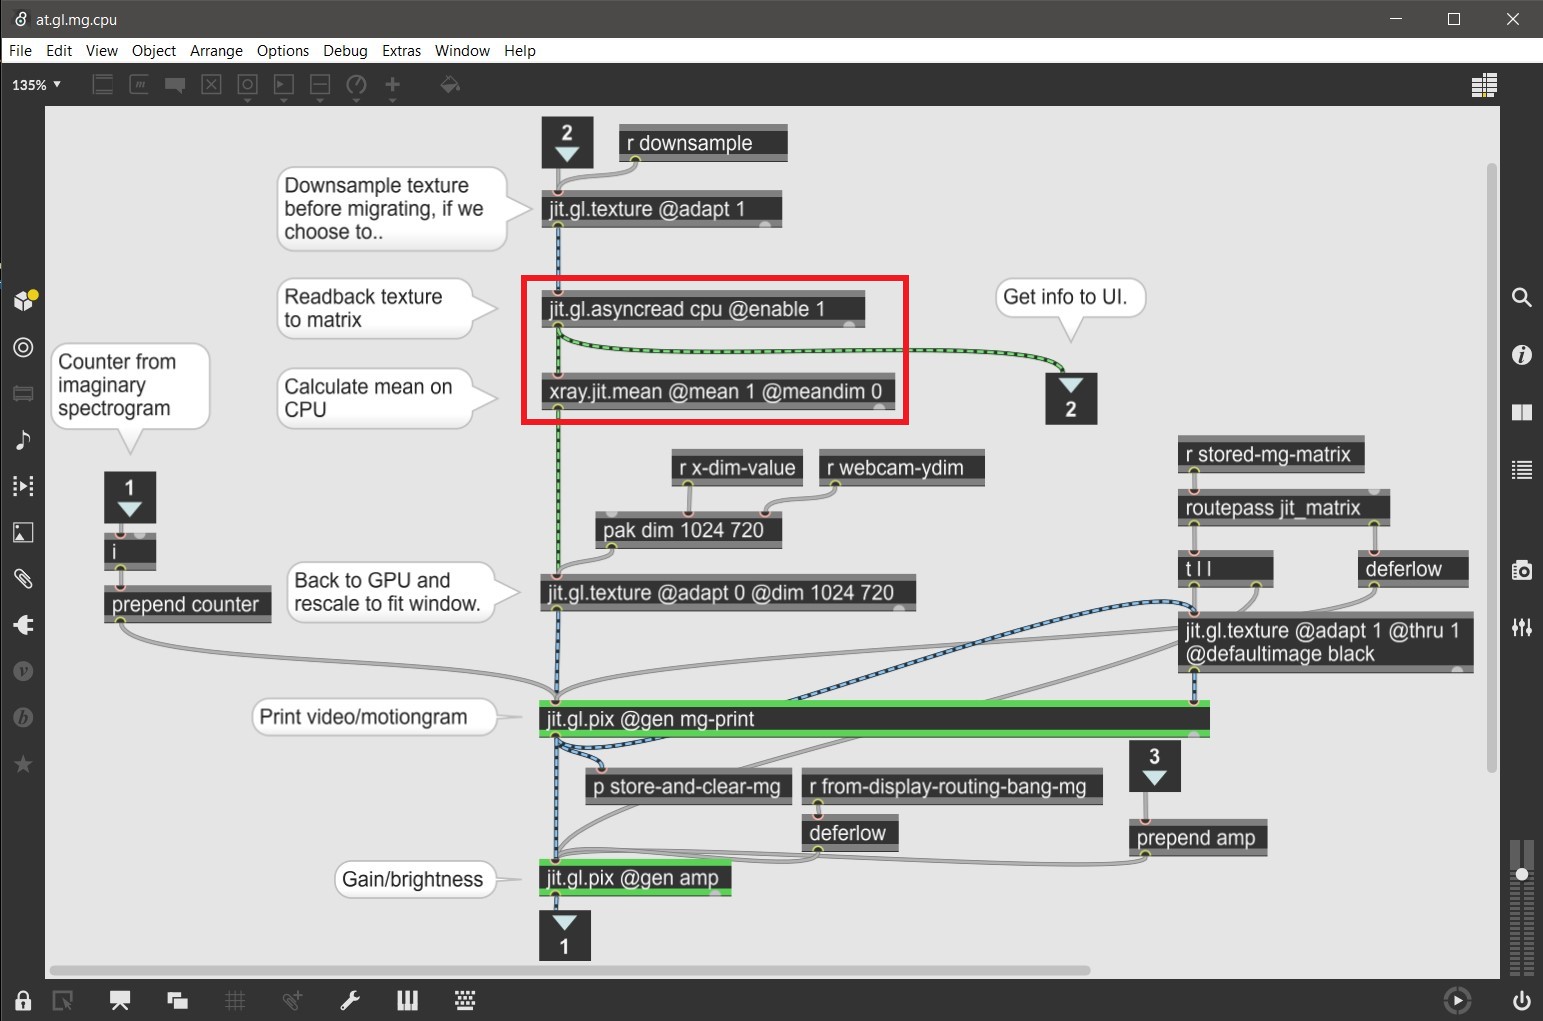 at.gl.mg.cpu
File Edit View Object Arrange Options Debug Extras Window Help
135%
2
r downsample
Downsample texture
before migrating, if we
choose to..
jit.gl.texture @adapt 1
Readback texture
to matrix
jit.gl.asyncread cpu @enable 1
Get info to UI.
Counter from
imaginary
spectrogram
Calculate mean on
CPU
xray.jit.mean @mean 1 @meandim 0
2
r x-dim-value
r webcam-ydim
r stored-mg-matrix
1
pak dim 1024 720
routepass jit_matrix
i
t l l
deferlow
prepend counter
Back to GPU and
rescale to fit window.
jit.gl.texture @adapt 0 @dim 1024 720
jit.gl.texture @adapt 1 @thru 1
@defaultimage black
Print video/motiongram
jit.gl.pix @gen mg-print
3
p store-and-clear-mg
r from-display-routing-bang-mg
deferlow
prepend amp
Gain/brightness
jit.gl.pix @gen amp
1